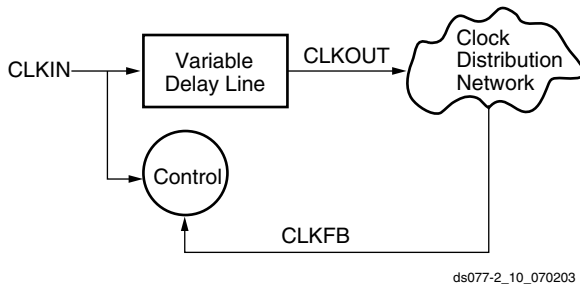 CLKIN
Variable
Delay Line
CLKOUT
Clock
Distribution
Network
Control
CLKFB
ds077-2_10_070203